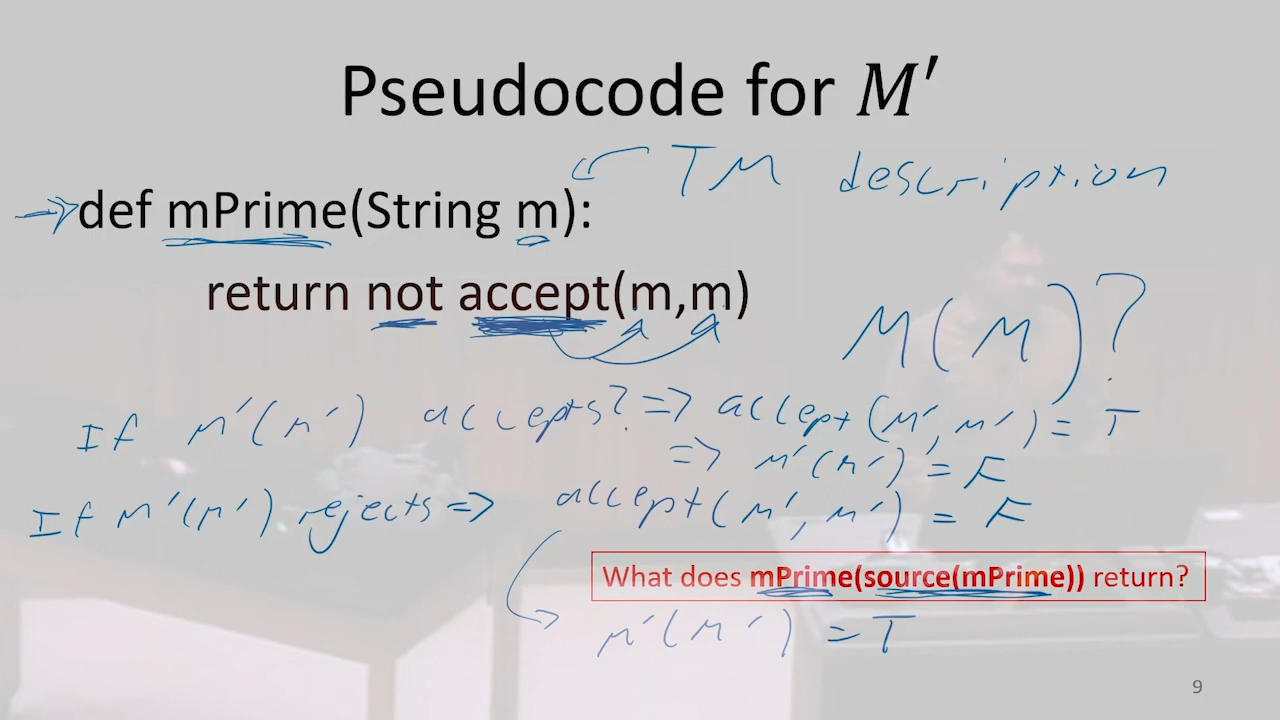 Pseudocode for M′
TM description
def mPrime(String m):
return not accept(m,m)
M(M)?
If M′(M′) accepts? ⇒ accept(M′, M′) = T
⇒ M′(M′) = F
If M′(M′) rejects ⇒ accept(M′, M′) = F
What does mPrime(source(mPrime)) return?
M′(M′) = T
9